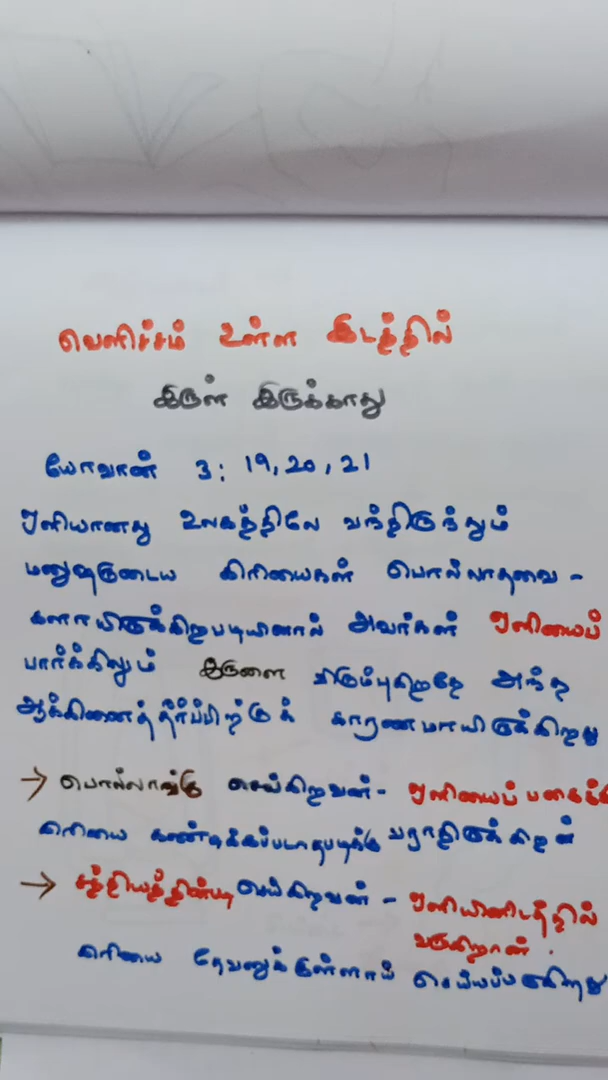 வெளிச்சம் உள்ள இடத்தில்
இருள் இருக்காது
யோவான் 3: 19, 20, 21
ஒளியானது உலகத்திலே வந்திருந்தும்
மனுஷருடைய கிரியைகள் பொல்லாதவை -
களாயிருக்கிறபடியினால் அவர்கள் ஒளியைப்
பார்க்கிலும் இருளை விரும்புகிறதே அந்த
ஆக்கினைத்தீர்ப்பிற்குக் காரணமாயிருக்கிறது
→ பொல்லாங்கு செய்கிறவன் - ஒளியைப் பகைக்கி
கிரியை கண்டிக்கப்படாதபடிக்கு வராதிருக்கிறன்
→ சத்தியத்தின்படி செய்கிறவன் - ஒளியினிடத்தில்
வருகிறான்.
கிரியை தேவனுக்குள்ளாய் செய்யப்படுகிறது